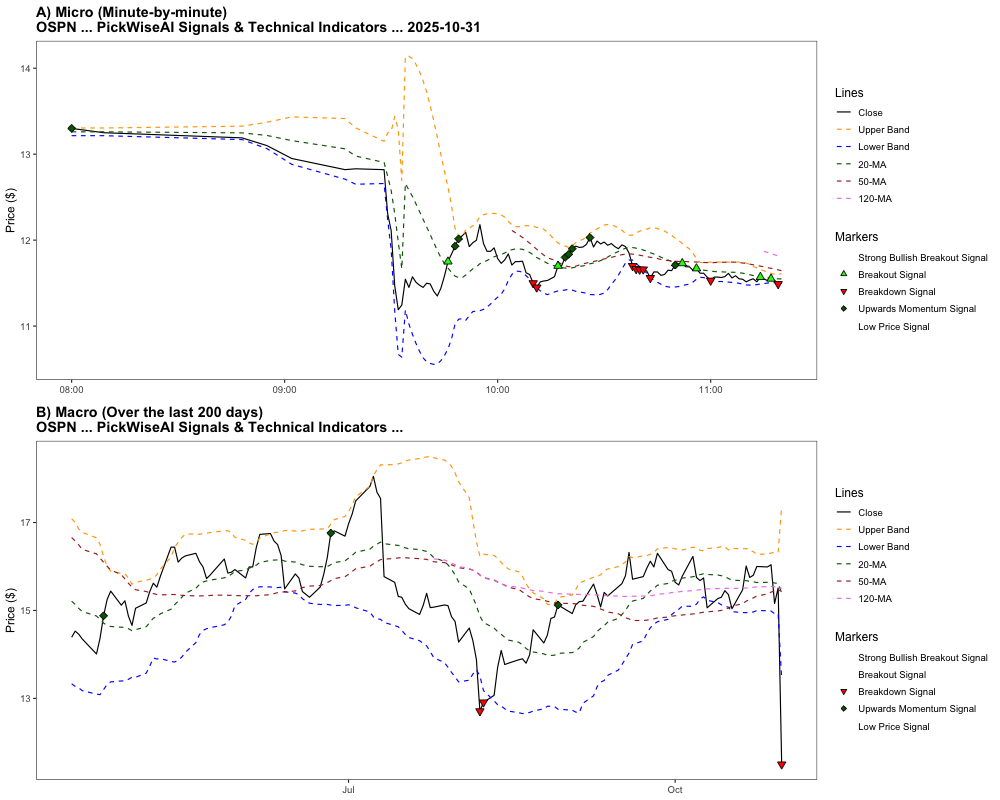 A) Micro (Minute-by-minute)
OSPN ... PickWiseAI Signals & Technical Indicators ... 2025-10-31
Price ($)
14
13
12
11
08:00
09:00
10:00
11:00
Lines
Close
Upper Band
Lower Band
20-MA
50-MA
120-MA
Markers
Strong Bullish Breakout Signal
Breakout Signal
Breakdown Signal
Upwards Momentum Signal
Low Price Signal
B) Macro (Over the last 200 days)
OSPN ... PickWiseAI Signals & Technical Indicators ...
Price ($)
17
15
13
Jul
Oct
Lines
Close
Upper Band
Lower Band
20-MA
50-MA
120-MA
Markers
Strong Bullish Breakout Signal
Breakout Signal
Breakdown Signal
Upwards Momentum Signal
Low Price Signal